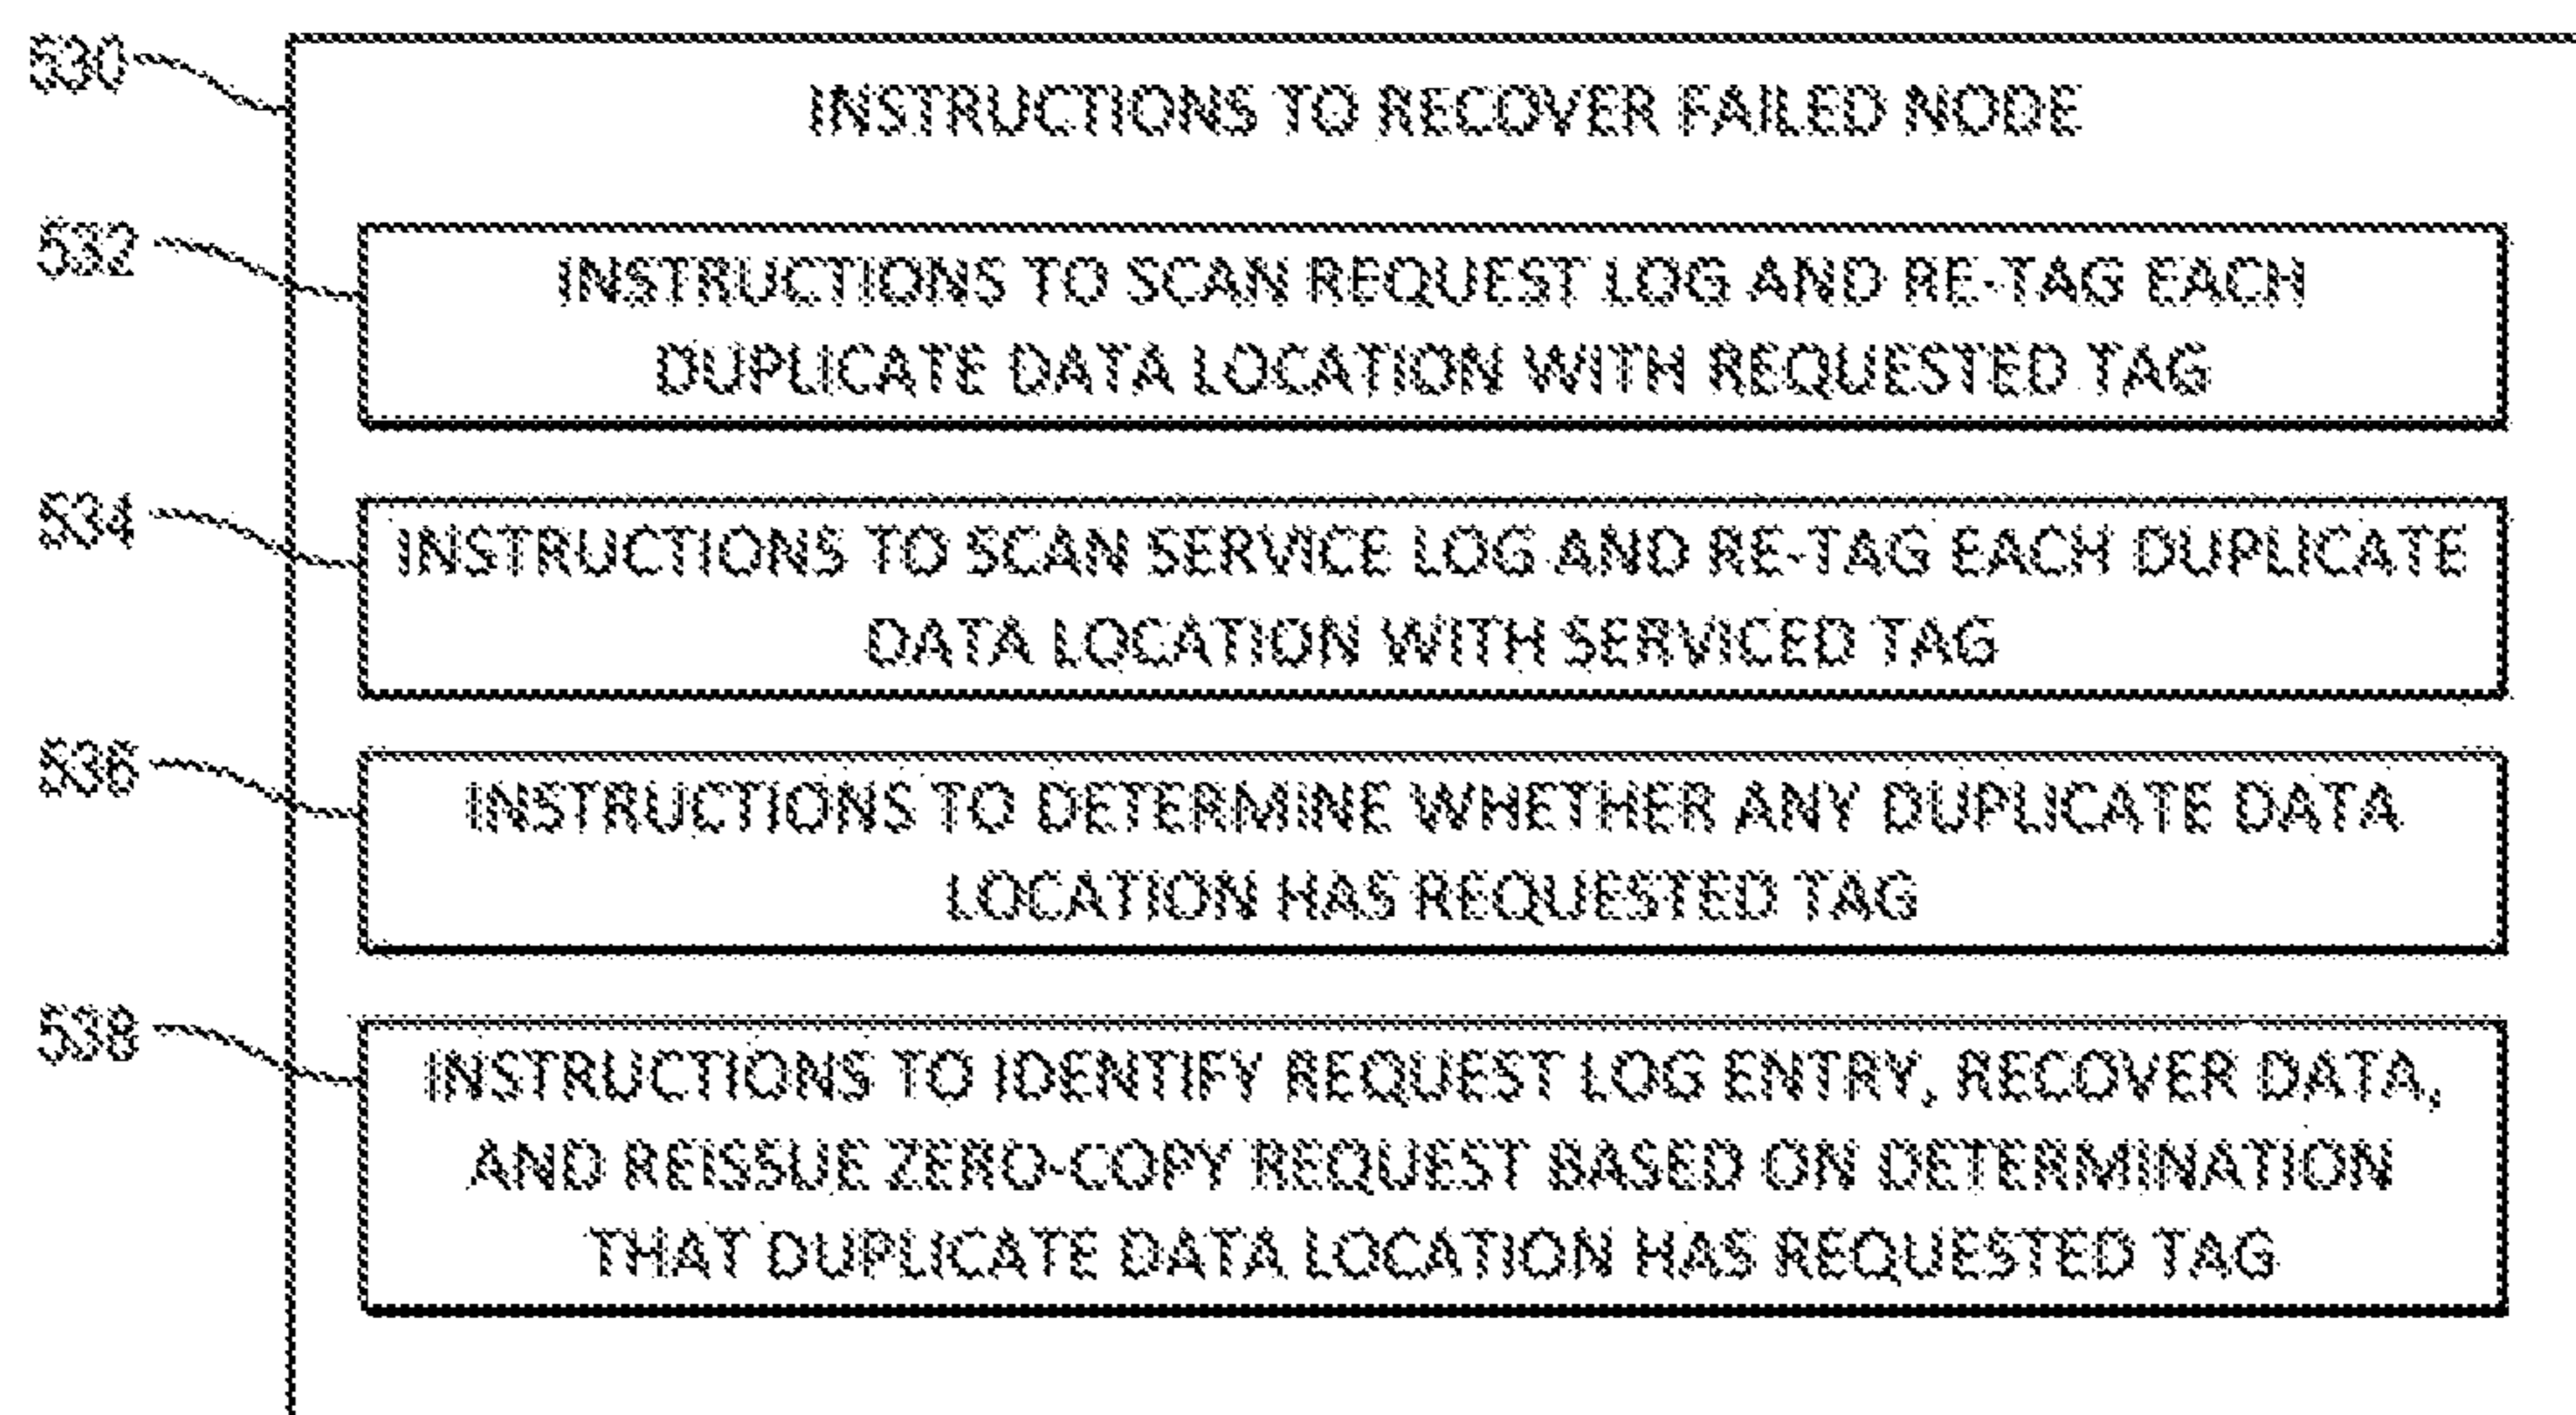 530
INSTRUCTIONS TO RECOVER FAILED NODE
532
INSTRUCTIONS TO SCAN REQUEST LOG AND RE-TAG EACH
DUPLICATE DATA LOCATION WITH REQUESTED TAG
534
INSTRUCTIONS TO SCAN SERVICE LOG AND RE-TAG EACH DUPLICATE
DATA LOCATION WITH SERVICED TAG
536
INSTRUCTIONS TO DETERMINE WHETHER ANY DUPLICATE DATA
LOCATION HAS REQUESTED TAG
538
INSTRUCTIONS TO IDENTIFY REQUEST LOG ENTRY, RECOVER DATA,
AND REISSUE ZERO-COPY REQUEST BASED ON DETERMINATION
THAT DUPLICATE DATA LOCATION HAS REQUESTED TAG